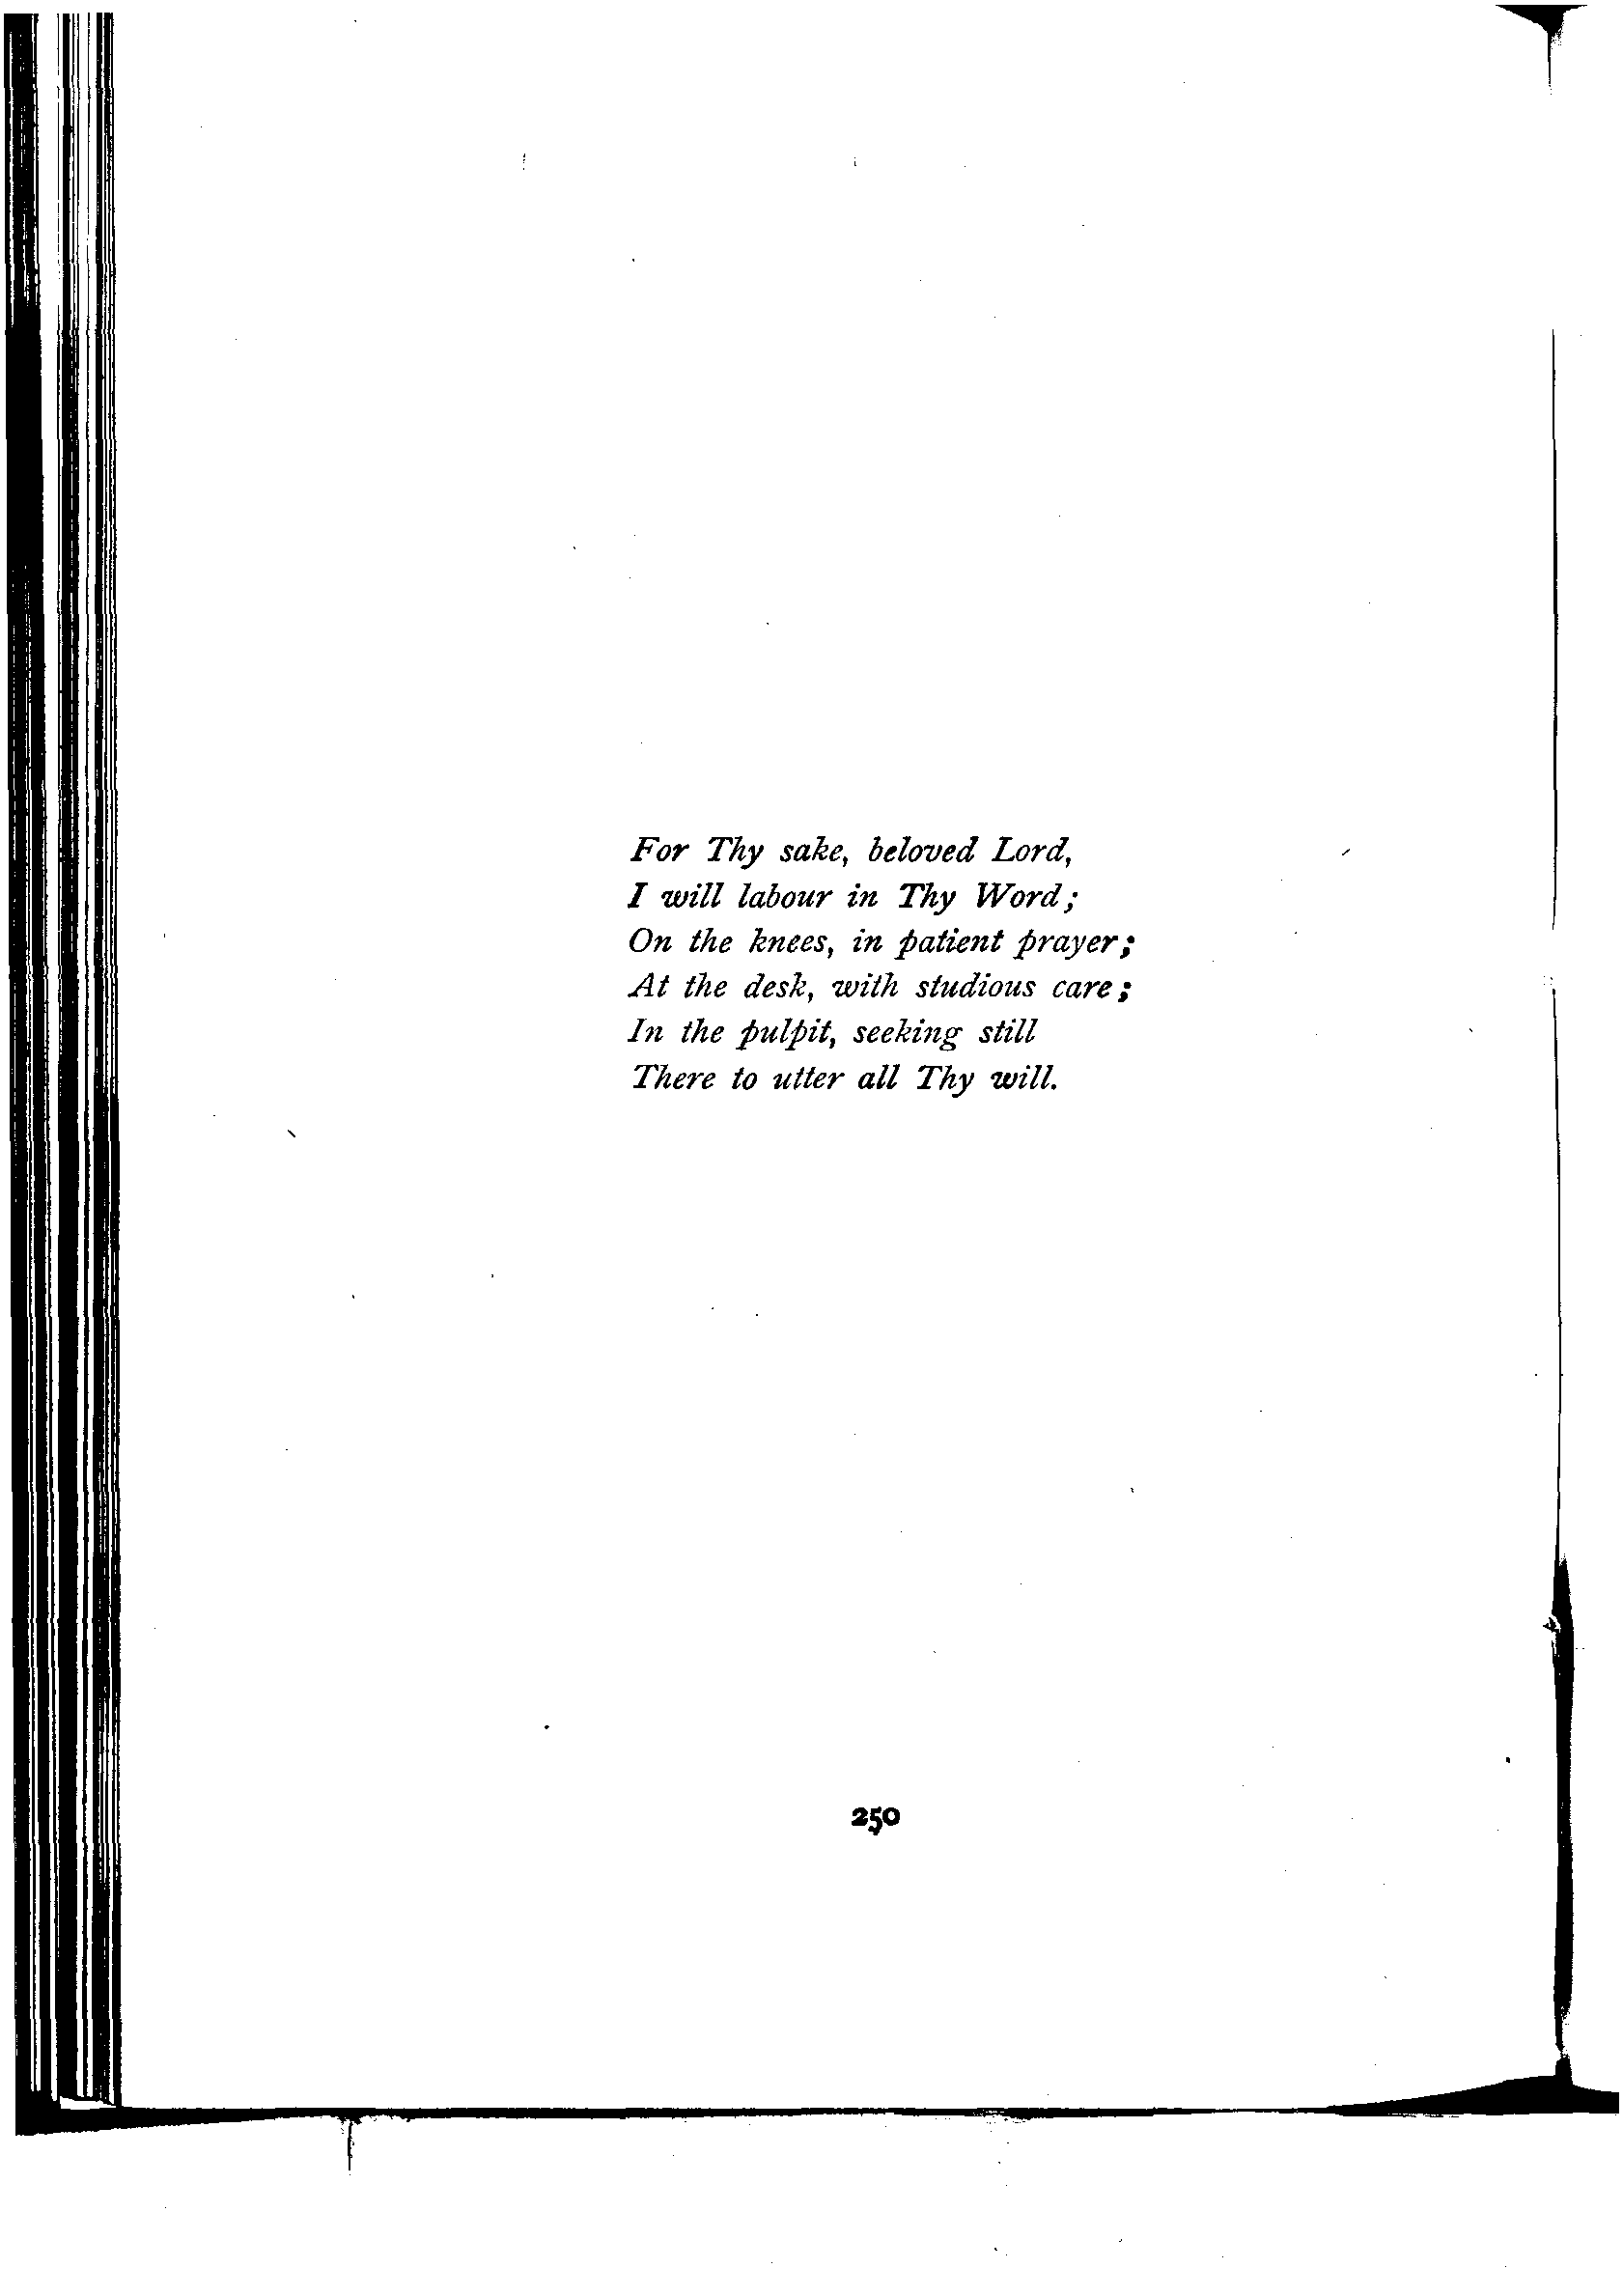 For Thy sake, beloved Lord,
I will labour in Thy Word;
On the knees, in patient prayer;
At the desk, with studious care;
In the pulpit, seeking still
There to utter all Thy will.
250